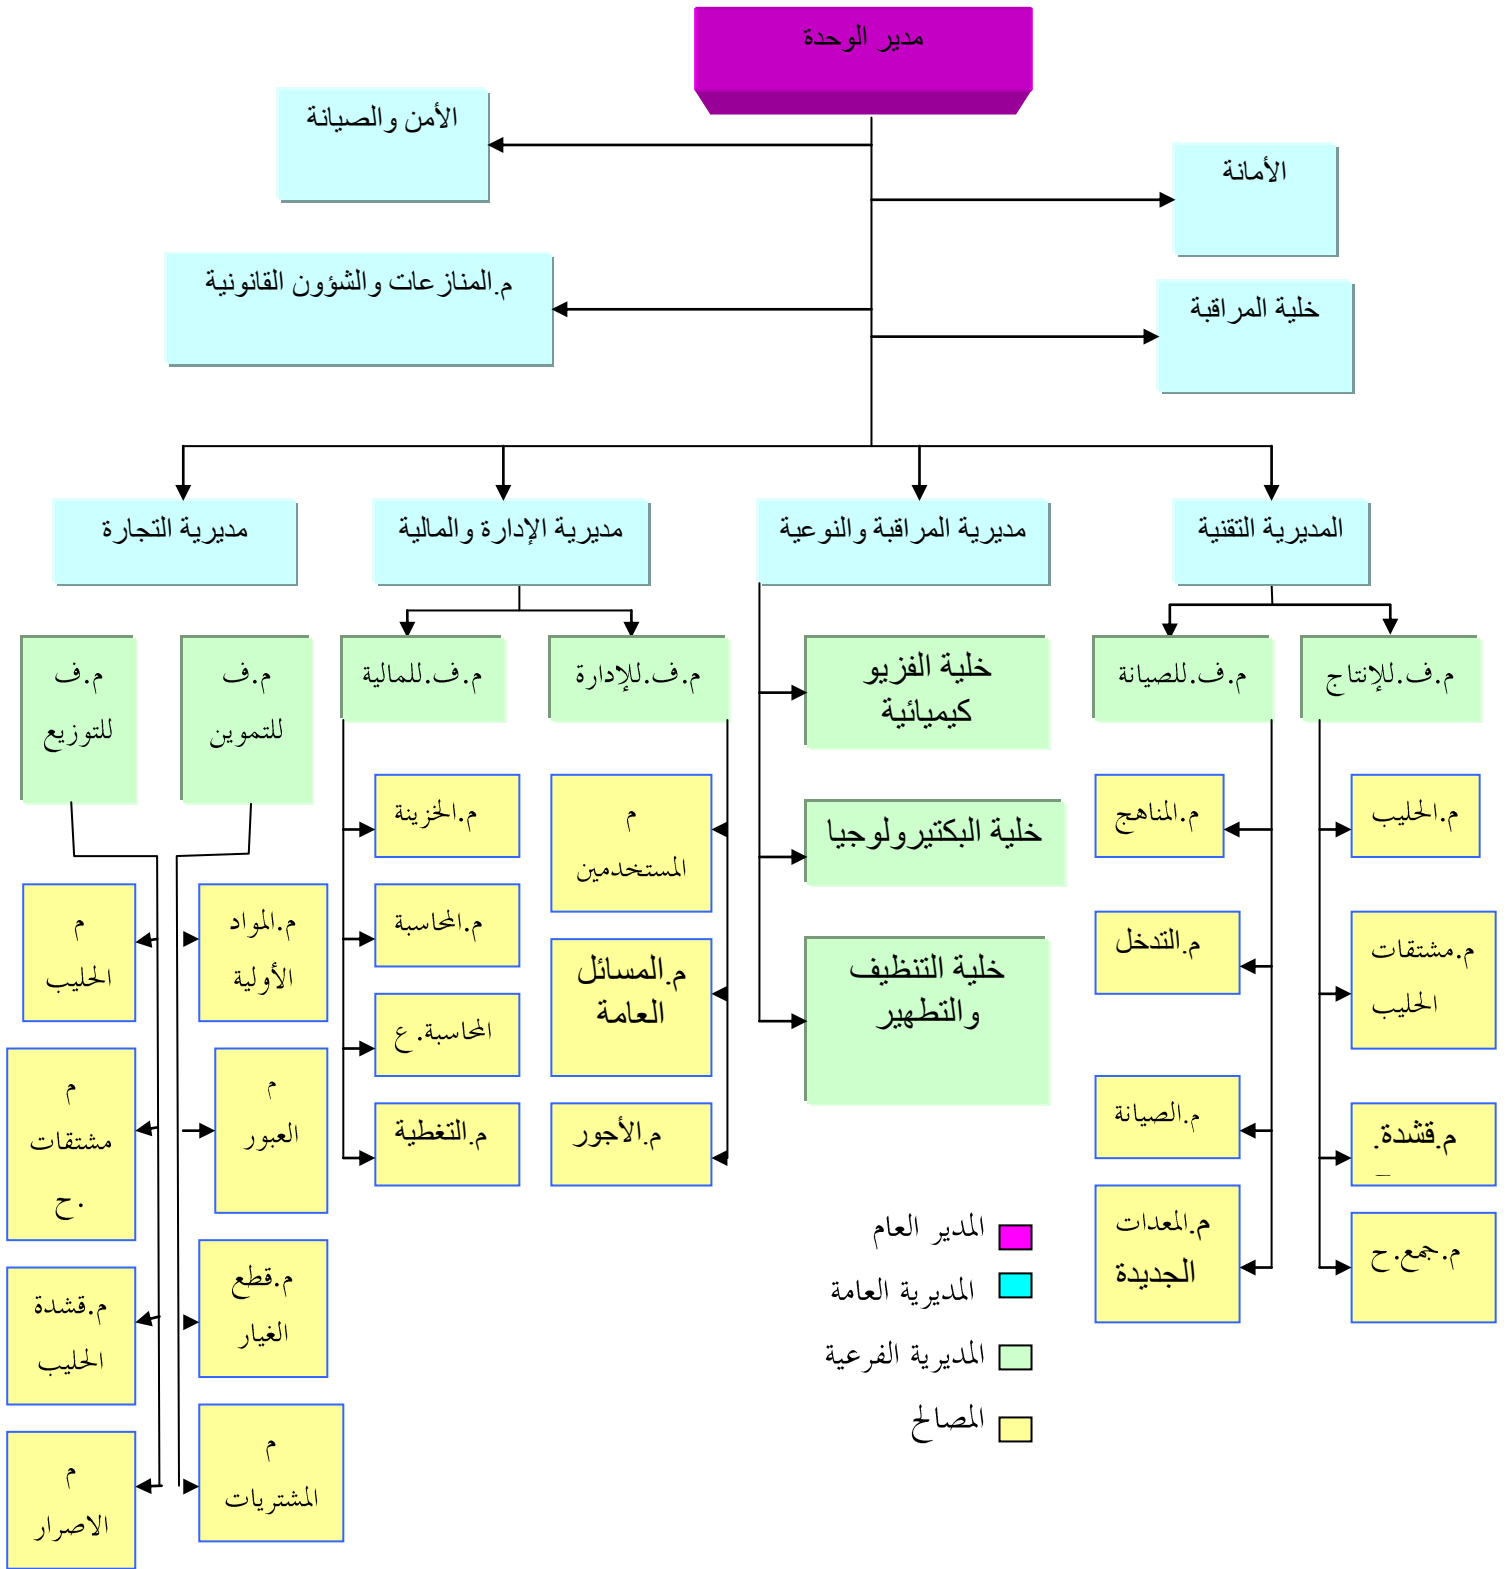 مدير الوحدة
الأمن والصيانة
الأمانة
م.المنازعات والشؤون القانونية
خلية المراقبة
المديرية التقنية
مديرية المراقبة والنوعية
مديرية الإدارة والمالية
مديرية التجارة
م.ف.للإنتاج
م.ف.للصيانة
خلية الفزيو
كيميائية
م.ف.للإدارة
م.ف.للمالية
م.ف
للتموين
م.ف
للتوزيع
م.الحليب
م.مشتقات
الحليب
م.قشدة.
م.جمع.ح
م.المناهج
م.التدخل
م.الصيانة
م.المعدات
الجديدة
خلية البكتيرولوجيا
خلية التنظيف
والتطهير
م
المستخدمين
م.المسائل
العامة
م.الأجور
م.الخزينة
م.المحاسبة
المحاسبة.ع
م.التغطية
م.المواد
الأولية
م
العبور
م.قطع
الغيار
م
المشتريات
م
الحليب
م
مشتقات
ح.
م.قشدة
الحليب
م
الاصرار
المدير العام
المديرية العامة
المديرية الفرعية
المصالح